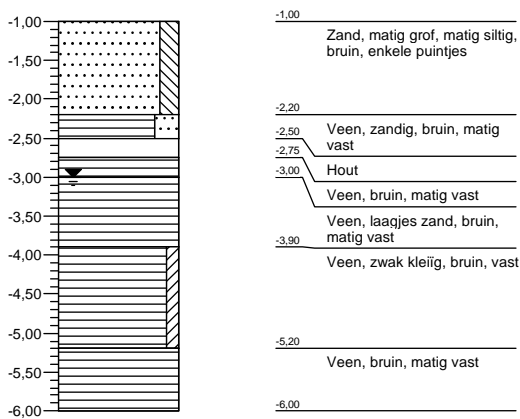 -1,00
-1,50
-2,00
-2,50
-3,00
-3,50
-4,00
-4,50
-5,00
-5,50
-6,00
-1,00
Zand, matig grof, matig siltig,
bruin, enkele puintjes
-2,20
Veen, zandig, bruin, matig
vast
-2,50
Hout
-2,75
Veen, bruin, matig vast
-3,00
Veen, laagjes zand, bruin,
matig vast
-3,90
Veen, zwak kleiïg, bruin, vast
-5,20
Veen, bruin, matig vast
-6,00